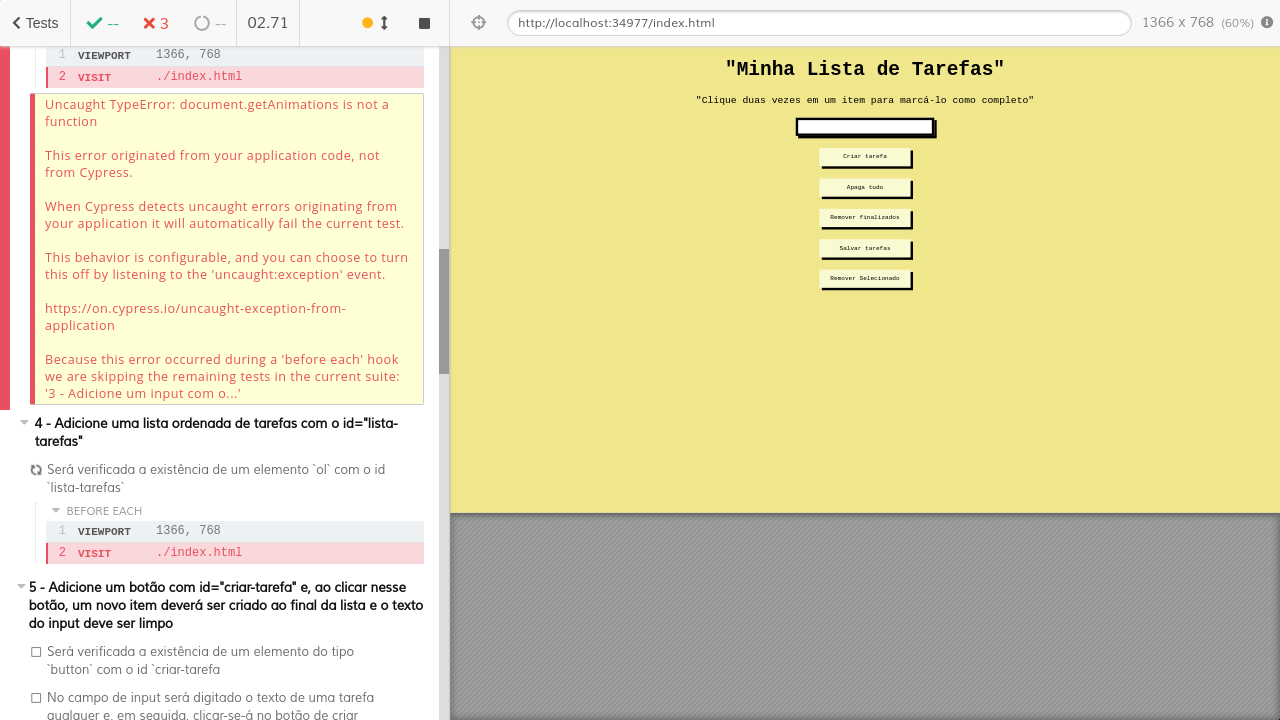 Tests
--
3
--
02.71
http://localhost:34977/index.html
1366 x 768 (60%)
1 VIEWPORT 1366, 768
2 VISIT ./index.html
Uncaught TypeError: document.getAnimations is not a
function
This error originated from your application code, not
from Cypress.
When Cypress detects uncaught errors originating from
your application it will automatically fail the current test.
This behavior is configurable, and you can choose to turn
this off by listening to the 'uncaught:exception' event.
https://on.cypress.io/uncaught-exception-from-
application
Because this error occurred during a 'before each' hook
we are skipping the remaining tests in the current suite:
'3 - Adicione um input com o...'
4 - Adicione uma lista ordenada de tarefas com o id="lista-
tarefas"
Será verificada a existência de um elemento `ol` com o id
`lista-tarefas`
BEFORE EACH
1 VIEWPORT 1366, 768
2 VISIT ./index.html
5 - Adicione um botão com id="criar-tarefa" e, ao clicar nesse
botão, um novo item deverá ser criado ao final da lista e o texto
do input deve ser limpo
Será verificada a existência de um elemento do tipo
`button` com o id `criar-tarefa
No campo de input será digitado o texto de uma tarefa
qualquer e, em seguida, clicar-se-á no botão de criar
"Minha Lista de Tarefas"
"Clique duas vezes em um item para marcá-lo como completo"
Criar tarefa
Apaga tudo
Remover finalizados
Salvar tarefas
Remover Selecionado